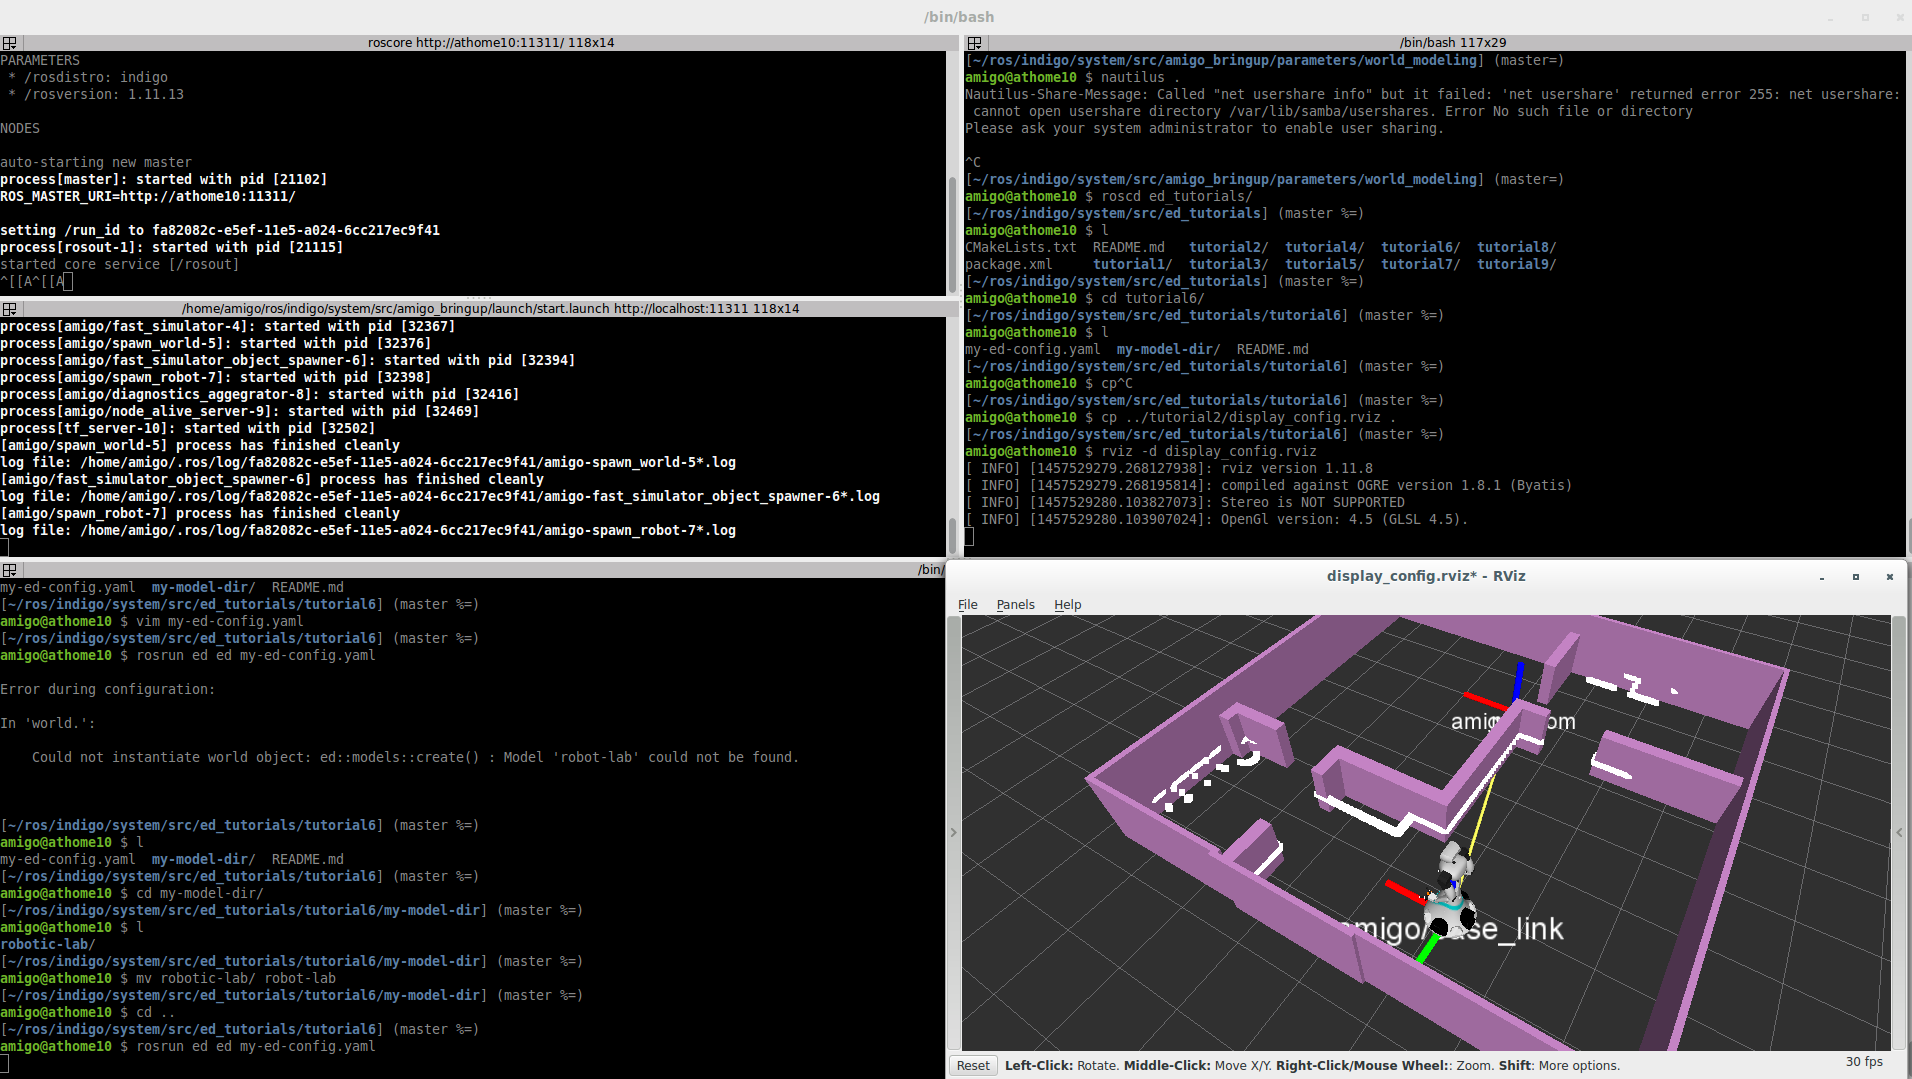 /bin/bash
roscore http://athome10:11311/ 118x14
PARAMETERS
 * /rosdistro: indigo
 * /rosversion: 1.11.13
NODES
auto-starting new master
process[master]: started with pid [21102]
ROS_MASTER_URI=http://athome10:11311/
setting /run_id to fa82082c-e5ef-11e5-a024-6cc217ec9f41
process[rosout-1]: started with pid [21115]
started core service [/rosout]
^[[A^[[A
/home/amigo/ros/indigo/system/src/amigo_bringup/launch/start.launch http://localhost:11311 118x14
process[amigo/fast_simulator-4]: started with pid [32367]
process[amigo/spawn_world-5]: started with pid [32376]
process[amigo/fast_simulator_object_spawner-6]: started with pid [32394]
process[amigo/spawn_robot-7]: started with pid [32398]
process[amigo/diagnostics_aggegrator-8]: started with pid [32416]
process[amigo/node_alive_server-9]: started with pid [32469]
process[tf_server-10]: started with pid [32502]
[amigo/spawn_world-5] process has finished cleanly
log file: /home/amigo/.ros/log/fa82082c-e5ef-11e5-a024-6cc217ec9f41/amigo-spawn_world-5*.log
[amigo/fast_simulator_object_spawner-6] process has finished cleanly
log file: /home/amigo/.ros/log/fa82082c-e5ef-11e5-a024-6cc217ec9f41/amigo-fast_simulator_object_spawner-6*.log
[amigo/spawn_robot-7] process has finished cleanly
log file: /home/amigo/.ros/log/fa82082c-e5ef-11e5-a024-6cc217ec9f41/amigo-spawn_robot-7*.log
/bin/
my-ed-config.yaml  my-model-dir/  README.md
[~/ros/indigo/system/src/ed_tutorials/tutorial6] (master %=)
amigo@athome10 $ vim my-ed-config.yaml
[~/ros/indigo/system/src/ed_tutorials/tutorial6] (master %=)
amigo@athome10 $ rosrun ed ed my-ed-config.yaml
Error during configuration:
In 'world.':
    Could not instantiate world object: ed::models::create() : Model 'robot-lab' could not be found.
[~/ros/indigo/system/src/ed_tutorials/tutorial6] (master %=)
amigo@athome10 $ l
my-ed-config.yaml  my-model-dir/  README.md
[~/ros/indigo/system/src/ed_tutorials/tutorial6] (master %=)
amigo@athome10 $ cd my-model-dir/
[~/ros/indigo/system/src/ed_tutorials/tutorial6/my-model-dir] (master %=)
amigo@athome10 $ l
robotic-lab/
[~/ros/indigo/system/src/ed_tutorials/tutorial6/my-model-dir] (master %=)
amigo@athome10 $ mv robotic-lab/ robot-lab
[~/ros/indigo/system/src/ed_tutorials/tutorial6/my-model-dir] (master %=)
amigo@athome10 $ cd ..
[~/ros/indigo/system/src/ed_tutorials/tutorial6] (master %=)
amigo@athome10 $ rosrun ed ed my-ed-config.yaml
/bin/bash 117x29
[~/ros/indigo/system/src/amigo_bringup/parameters/world_modeling] (master=)
amigo@athome10 $ nautilus .
Nautilus-Share-Message: Called "net usershare info" but it failed: 'net usershare' returned error 255: net usershare:
 cannot open usershare directory /var/lib/samba/usershares. Error No such file or directory
Please ask your system administrator to enable user sharing.
^C
[~/ros/indigo/system/src/amigo_bringup/parameters/world_modeling] (master=)
amigo@athome10 $ roscd ed_tutorials/
[~/ros/indigo/system/src/ed_tutorials] (master %=)
amigo@athome10 $ l
CMakeLists.txt  README.md   tutorial2/  tutorial4/  tutorial6/  tutorial8/
package.xml     tutorial1/  tutorial3/  tutorial5/  tutorial7/  tutorial9/
[~/ros/indigo/system/src/ed_tutorials] (master %=)
amigo@athome10 $ cd tutorial6/
[~/ros/indigo/system/src/ed_tutorials/tutorial6] (master %=)
amigo@athome10 $ l
my-ed-config.yaml  my-model-dir/  README.md
[~/ros/indigo/system/src/ed_tutorials/tutorial6] (master %=)
amigo@athome10 $ cp^C
[~/ros/indigo/system/src/ed_tutorials/tutorial6] (master %=)
amigo@athome10 $ cp ../tutorial2/display_config.rviz .
[~/ros/indigo/system/src/ed_tutorials/tutorial6] (master %=)
amigo@athome10 $ rviz -d display_config.rviz
[ INFO] [1457529279.268127938]: rviz version 1.11.8
[ INFO] [1457529279.268195814]: compiled against OGRE version 1.8.1 (Byatis)
[ INFO] [1457529280.103827073]: Stereo is NOT SUPPORTED
[ INFO] [1457529280.103907024]: OpenGl version: 4.5 (GLSL 4.5).
display_config.rviz* - RViz
File Panels Help
Reset Left-Click: Rotate. Middle-Click: Move X/Y. Right-Click/Mouse Wheel:: Zoom. Shift: More options. 30 fps